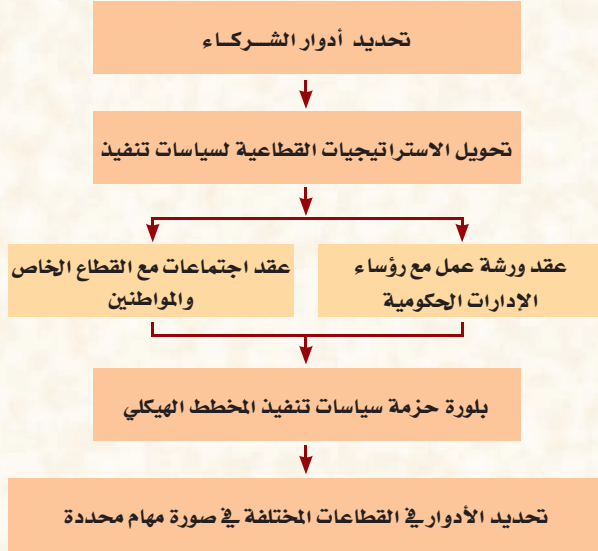 تحديد أدوار الشركاء
تحويل الاستراتيجيات القطاعية لسياسات تنفيذ
عقد ورشة عمل مع رؤساء
الإدارات الحكومية
عقد اجتماعات مع القطاع الخاص
والمواطنين
بلورة حزمة سياسات تنفيذ المخطط الهيكلي
تحديد الأدوار في القطاعات المختلفة في صورة مهام محددة